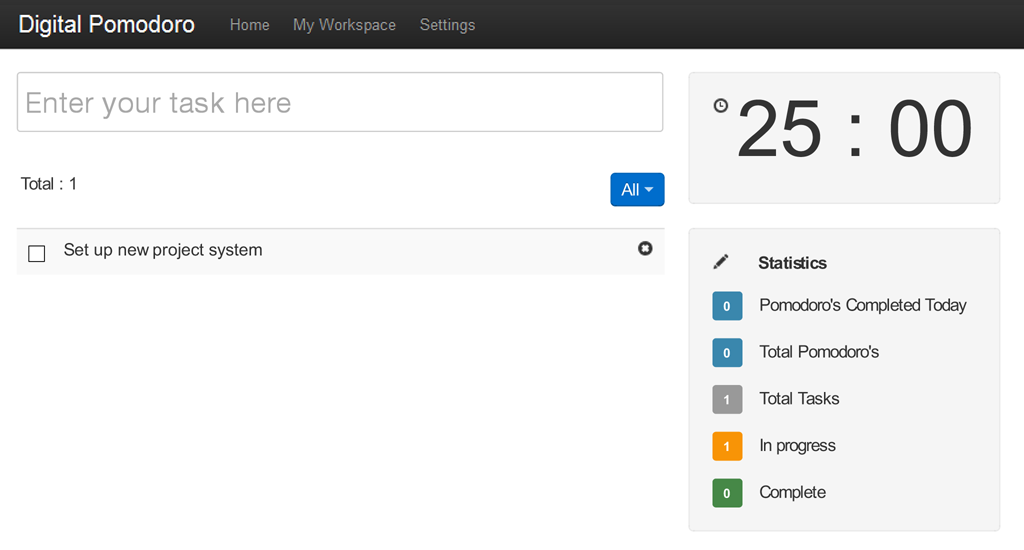 Digital Pomodoro Home My Workspace Settings
Enter your task here
25 : 00
Total : 1
All
Set up new project system
Statistics
0 Pomodoro's Completed Today
0 Total Pomodoro's
1 Total Tasks
1 In progress
0 Complete